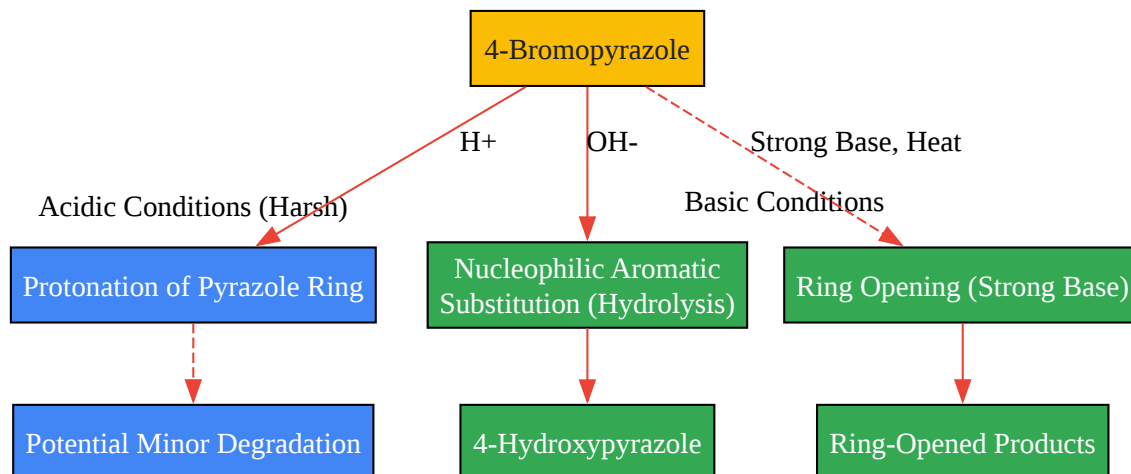 4-Bromopyrazole
H+
OH-
Strong Base, Heat
Acidic Conditions (Harsh)
Basic Conditions
Protonation of Pyrazole Ring
Nucleophilic Aromatic
Substitution (Hydrolysis)
Ring Opening (Strong Base)
Potential Minor Degradation
4-Hydroxypyrazole
Ring-Opened Products